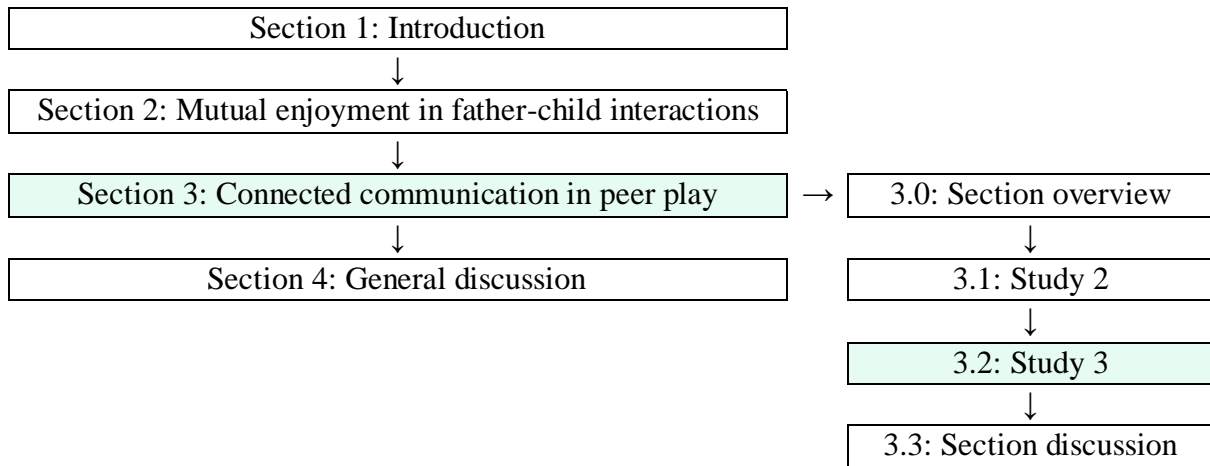 Section 1: Introduction
↓
Section 2: Mutual enjoyment in father-child interactions
↓
Section 3: Connected communication in peer play → 3.0: Section overview
↓ ↓
Section 4: General discussion 3.1: Study 2
↓
3.2: Study 3
↓
3.3: Section discussion